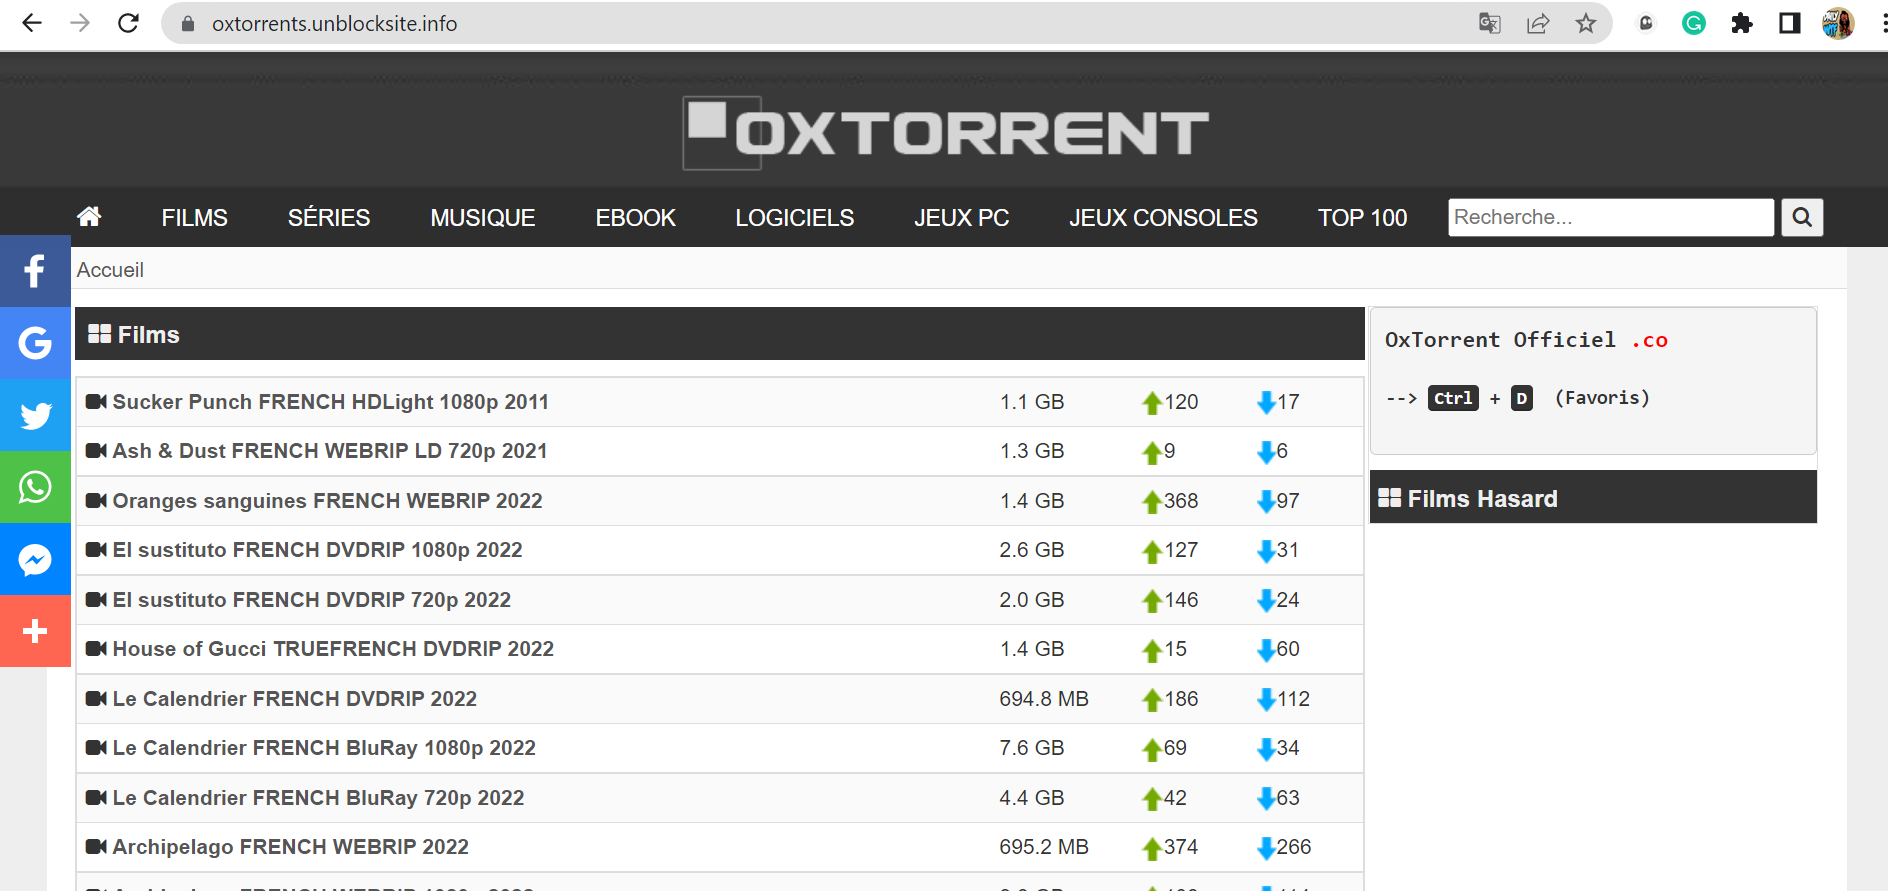 oxtorrents.unblocksite.info
OXTORRENT
FILMS SÉRIES MUSIQUE EBOOK LOGICIELS JEUX PC JEUX CONSOLES TOP 100 Recherche...
Accueil
Films
Sucker Punch FRENCH HDLight 1080p 2011 1.1 GB 120 17
Ash & Dust FRENCH WEBRIP LD 720p 2021 1.3 GB 9 6
Oranges sanguines FRENCH WEBRIP 2022 1.4 GB 368 97
El sustituto FRENCH DVDRIP 1080p 2022 2.6 GB 127 31
El sustituto FRENCH DVDRIP 720p 2022 2.0 GB 146 24
House of Gucci TRUEFRENCH DVDRIP 2022 1.4 GB 15 60
Le Calendrier FRENCH DVDRIP 2022 694.8 MB 186 112
Le Calendrier FRENCH BluRay 1080p 2022 7.6 GB 69 34
Le Calendrier FRENCH BluRay 720p 2022 4.4 GB 42 63
Archipelago FRENCH WEBRIP 2022 695.2 MB 374 266
OxTorrent Officiel .co
--> Ctrl + D (Favoris)
Films Hasard